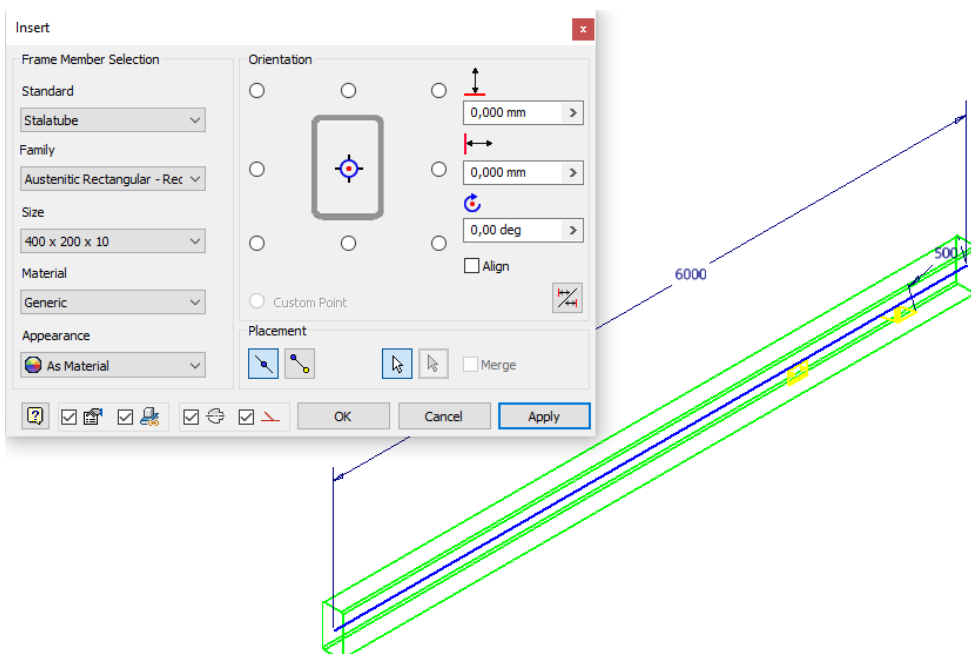 Insert
x
Frame Member Selection
Standard
Stalatube
Family
Austenitic Rectangular - Rec
Size
400 x 200 x 10
Material
Generic
Appearance
As Material
Orientation
0,000 mm
>
0,000 mm
>
0,00 deg
>
Align
Custom Point
Placement
Merge
?
OK
Cancel
Apply
6000
500